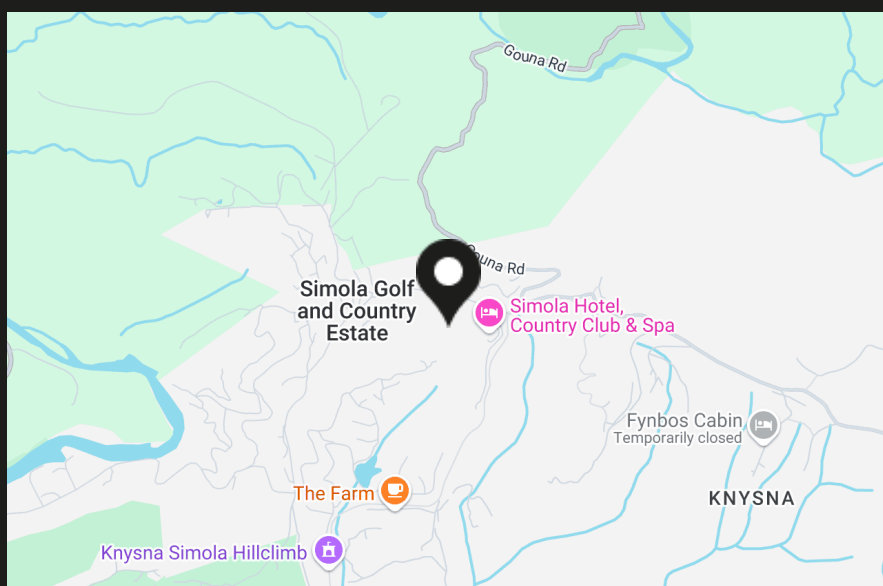 Gouna Rd
Gouna Rd
Simola Golf
and Country
Estate
Simola Hotel,
Country Club & Spa
Fynbos Cabin
Temporarily closed
The Farm
KNYSNA
Knysna Simola Hillclimb